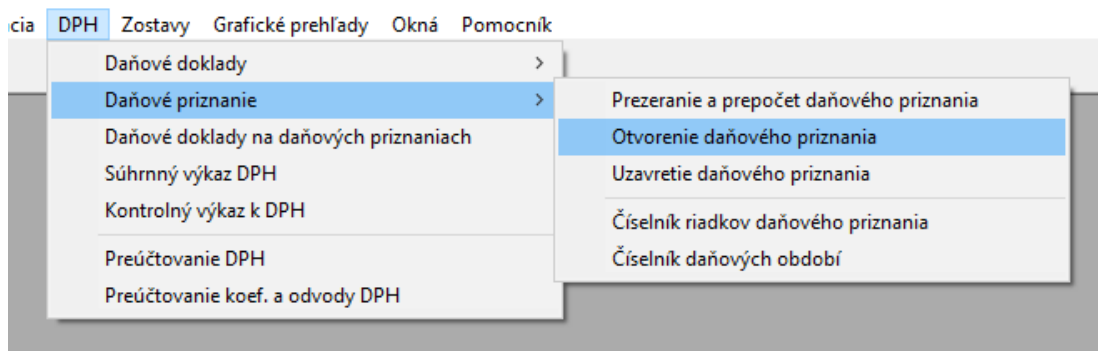 cia DPH Zostavy Grafické prehľady Okná Pomocník
Daňové doklady
Daňové priznanie
Daňové doklady na daňových priznaniach
Súhrnný výkaz DPH
Kontrolný výkaz k DPH
Preúčtovanie DPH
Preúčtovanie koef. a odvody DPH
Prezeranie a prepočet daňového priznania
Otvorenie daňového priznania
Uzavretie daňového priznania
Číselník riadkov daňového priznania
Číselník daňových období